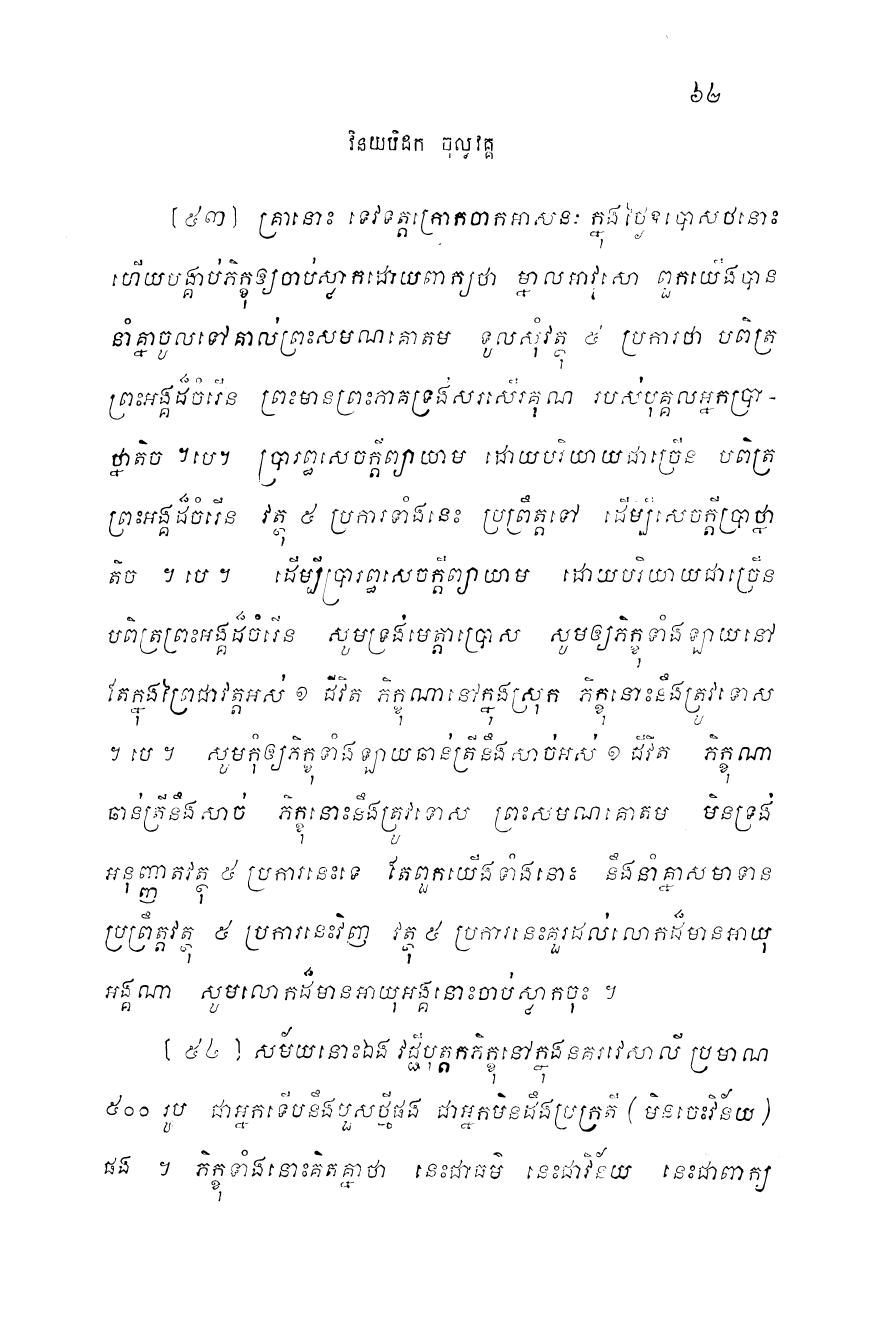 ៦២
វិនយបិដក ចុល្លវគ្គ
[៥៣] គ្រានោះ ទេវទត្តក្រោកចាកអាសនៈ ក្នុងថ្ងៃឧបោសថនោះ
ហើយបង្គាប់ភិក្ខុឲ្យចាប់ស្លាកដោយពាក្យថា ម្នាលអាវុសោ ពួកយើងបាន
នាំគ្នាចូលទៅគាល់ព្រះសមណគោតម ទូលសុំវត្ថុ ៥ ប្រការថា បពិត្រ
ព្រះអង្គដ៏ចំរើន ព្រះមានព្រះភាគទ្រង់សរសើរគុណ របស់បុគ្គលអ្នកប្រា-
ថ្នាតិច ។បេ។ ប្រារព្ធសេចក្តីព្យាយាម ដោយបរិយាយជាច្រើន បពិត្រ
ព្រះអង្គដ៏ចំរើន វត្ថុ ៥ ប្រការទាំងនេះ ប្រព្រឹត្តទៅ ដើម្បីសេចក្តីប្រាថ្នា
តិច ។ បេ ។ ដើម្បីប្រារព្ធសេចក្តីព្យាយាម ដោយបរិយាយជាច្រើន
បពិត្រព្រះអង្គដ៏ចំរើន សូមទ្រង់មេត្តាប្រោស សូមឲ្យភិក្ខុទាំងឡាយនៅ
តែក្នុងព្រៃជាវត្តអស់ ១ ជីវិត ភិក្ខុណានៅក្នុងស្រុក ភិក្ខុនោះនឹងត្រូវទោស
។ បេ ។ សូមកុំឲ្យភិក្ខុទាំងឡាយឆាន់ត្រីនឹងសាច់អស់ ១ ជីវិត ភិក្ខុណា
ឆាន់ត្រីនឹងសាច់ ភិក្ខុនោះនឹងត្រូវទោស ព្រះសមណគោតម មិនទ្រង់
អនុញ្ញាតវត្ថុ ៥ ប្រការនេះទេ តែពួកយើងទាំងនោះ នឹងនាំគ្នាសមាទាន
ប្រព្រឹត្តវត្ថុ ៥ ប្រការនេះវិញ វត្ថុ ៥ ប្រការនេះគួរដល់លោកដ៏មានអាយុ
អង្គណា សូមលោកដ៏មានអាយុអង្គនោះចាប់ស្លាកចុះ ។
[ ៥៤ ] សម័យនោះឯង វជ្ជីបុត្តកភិក្ខុនៅក្នុងនគរវេសាលី ប្រមាណ
៥០០ រូប ជាអ្នកទើបនឹងបួសថ្មីផង ជាអ្នកមិនដឹងប្រក្រតី ( មិនចេះវិន័យ )
ផង ។ ភិក្ខុទាំងនោះគិតគ្នាថា នេះជាធម៌ នេះជាវិន័យ នេះជាពាក្យ